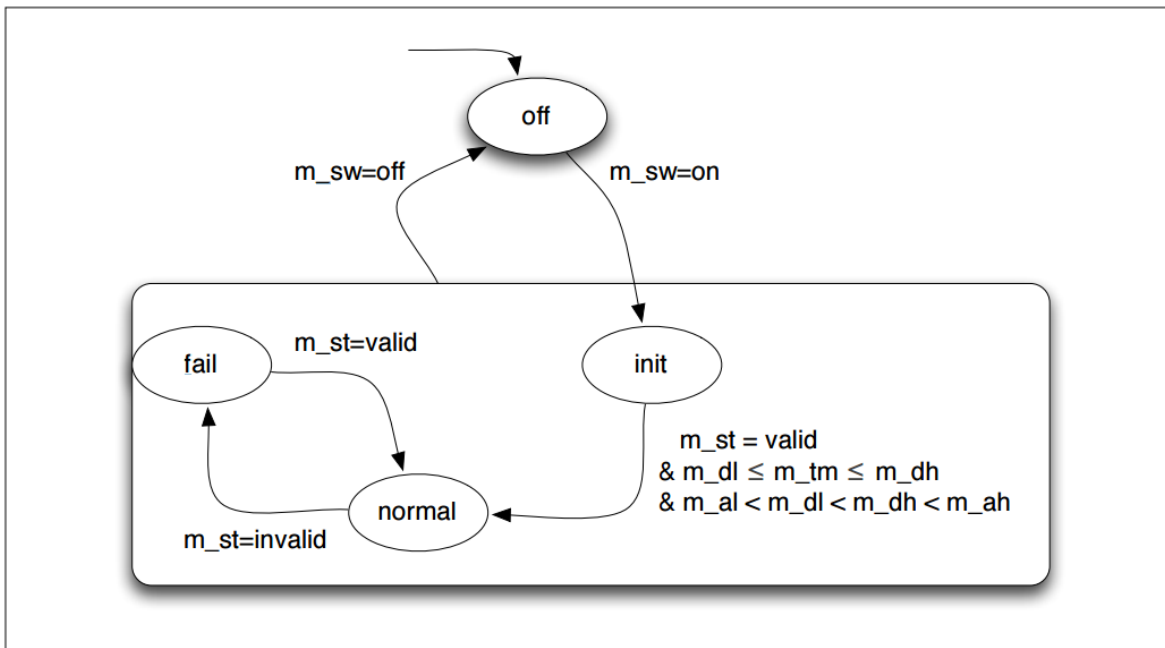 off
m_sw=off
m_sw=on
m_st=valid
fail
init
m_st = valid
& m_dl ≤ m_tm ≤ m_dh
& m_al < m_dl < m_dh < m_ah
normal
m_st=invalid